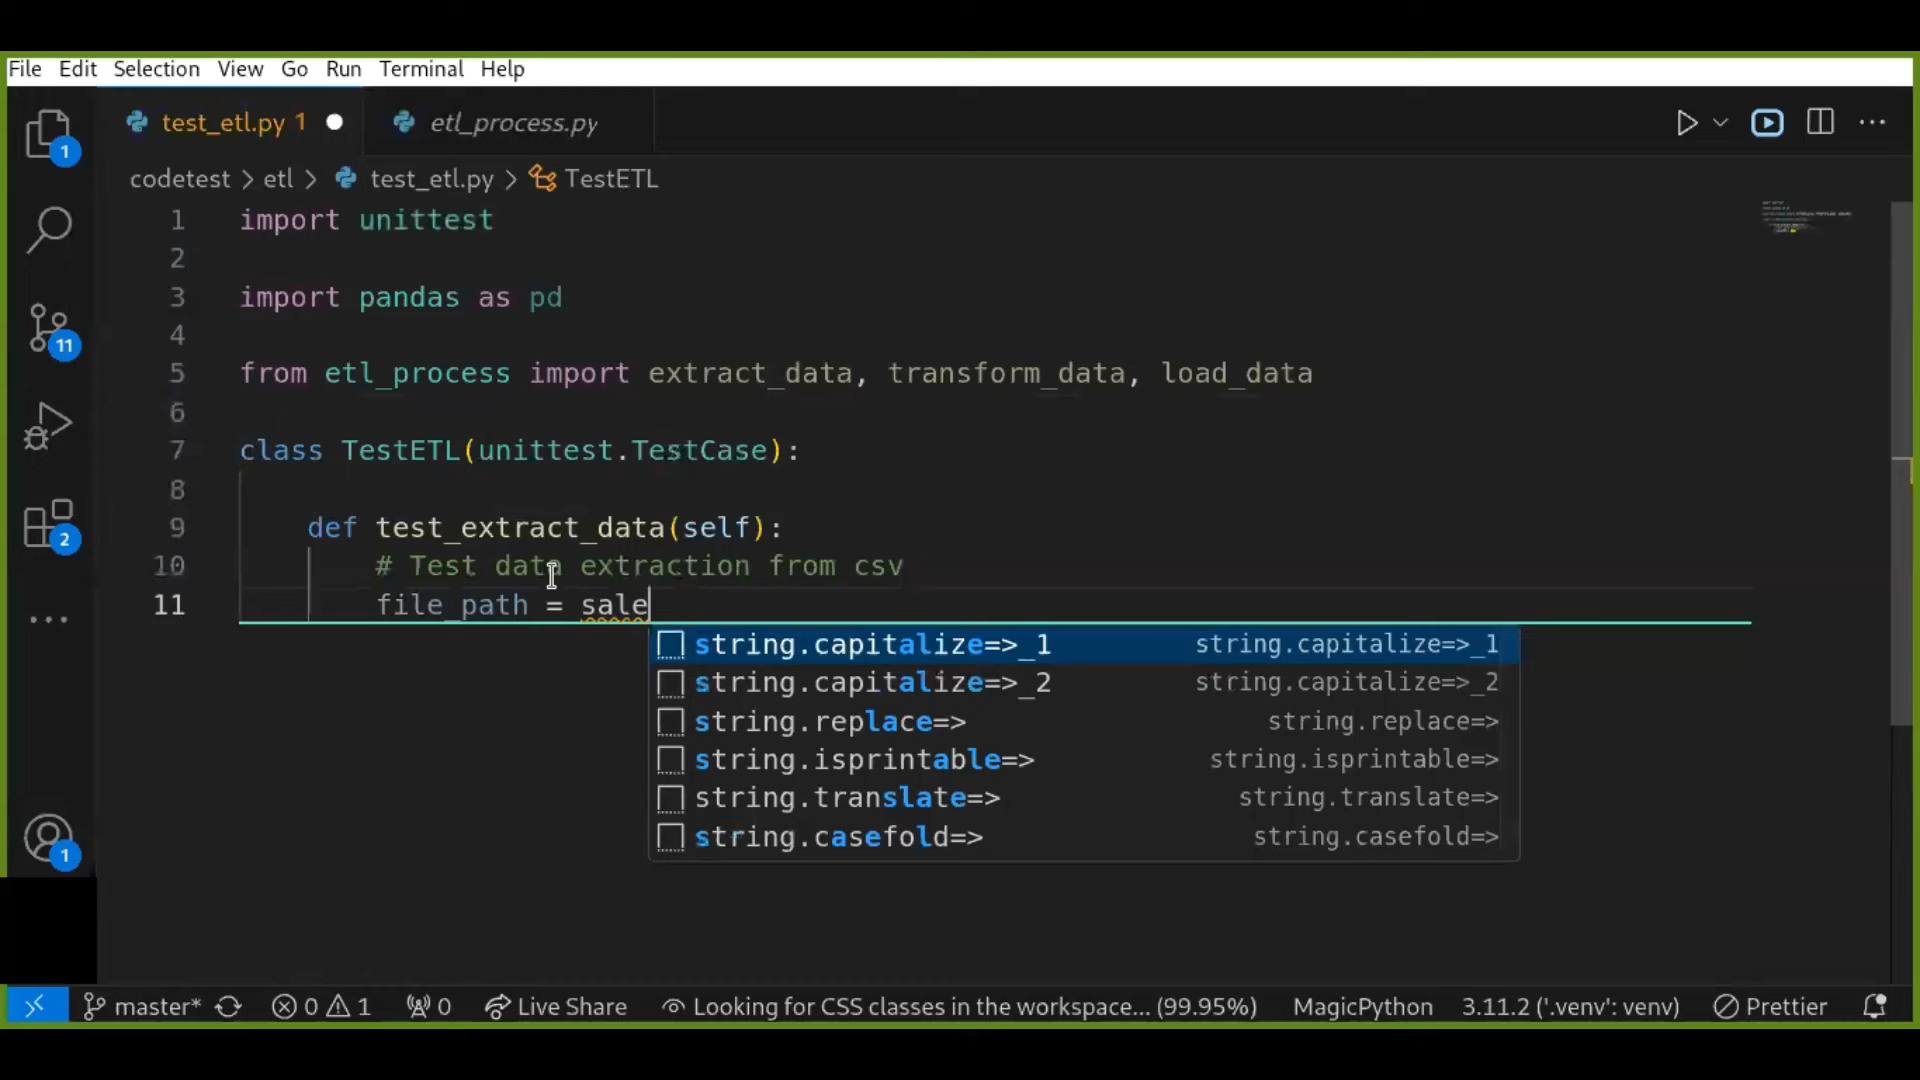 File Edit Selection View Go Run Terminal Help
test_etl.py 1 etl_process.py
codetest > etl > test_etl.py > TestETL
1 import unittest
2
3 import pandas as pd
4
5 from etl_process import extract_data, transform_data, load_data
6
7 class TestETL(unittest.TestCase):
8
9 def test_extract_data(self):
10 # Test data extraction from csv
11 file_path = sale
string.capitalize=>_1 string.capitalize=>_1
string.capitalize=>_2 string.capitalize=>_2
string.replace=> string.replace=>
string.isprintable=> string.isprintable=>
string.translate=> string.translate=>
string.casefold=> string.casefold=>
1
11
2
1
master* 0 1 0 Live Share Looking for CSS classes in the workspace... (99.95%) MagicPython 3.11.2 ('.venv': venv) Prettier